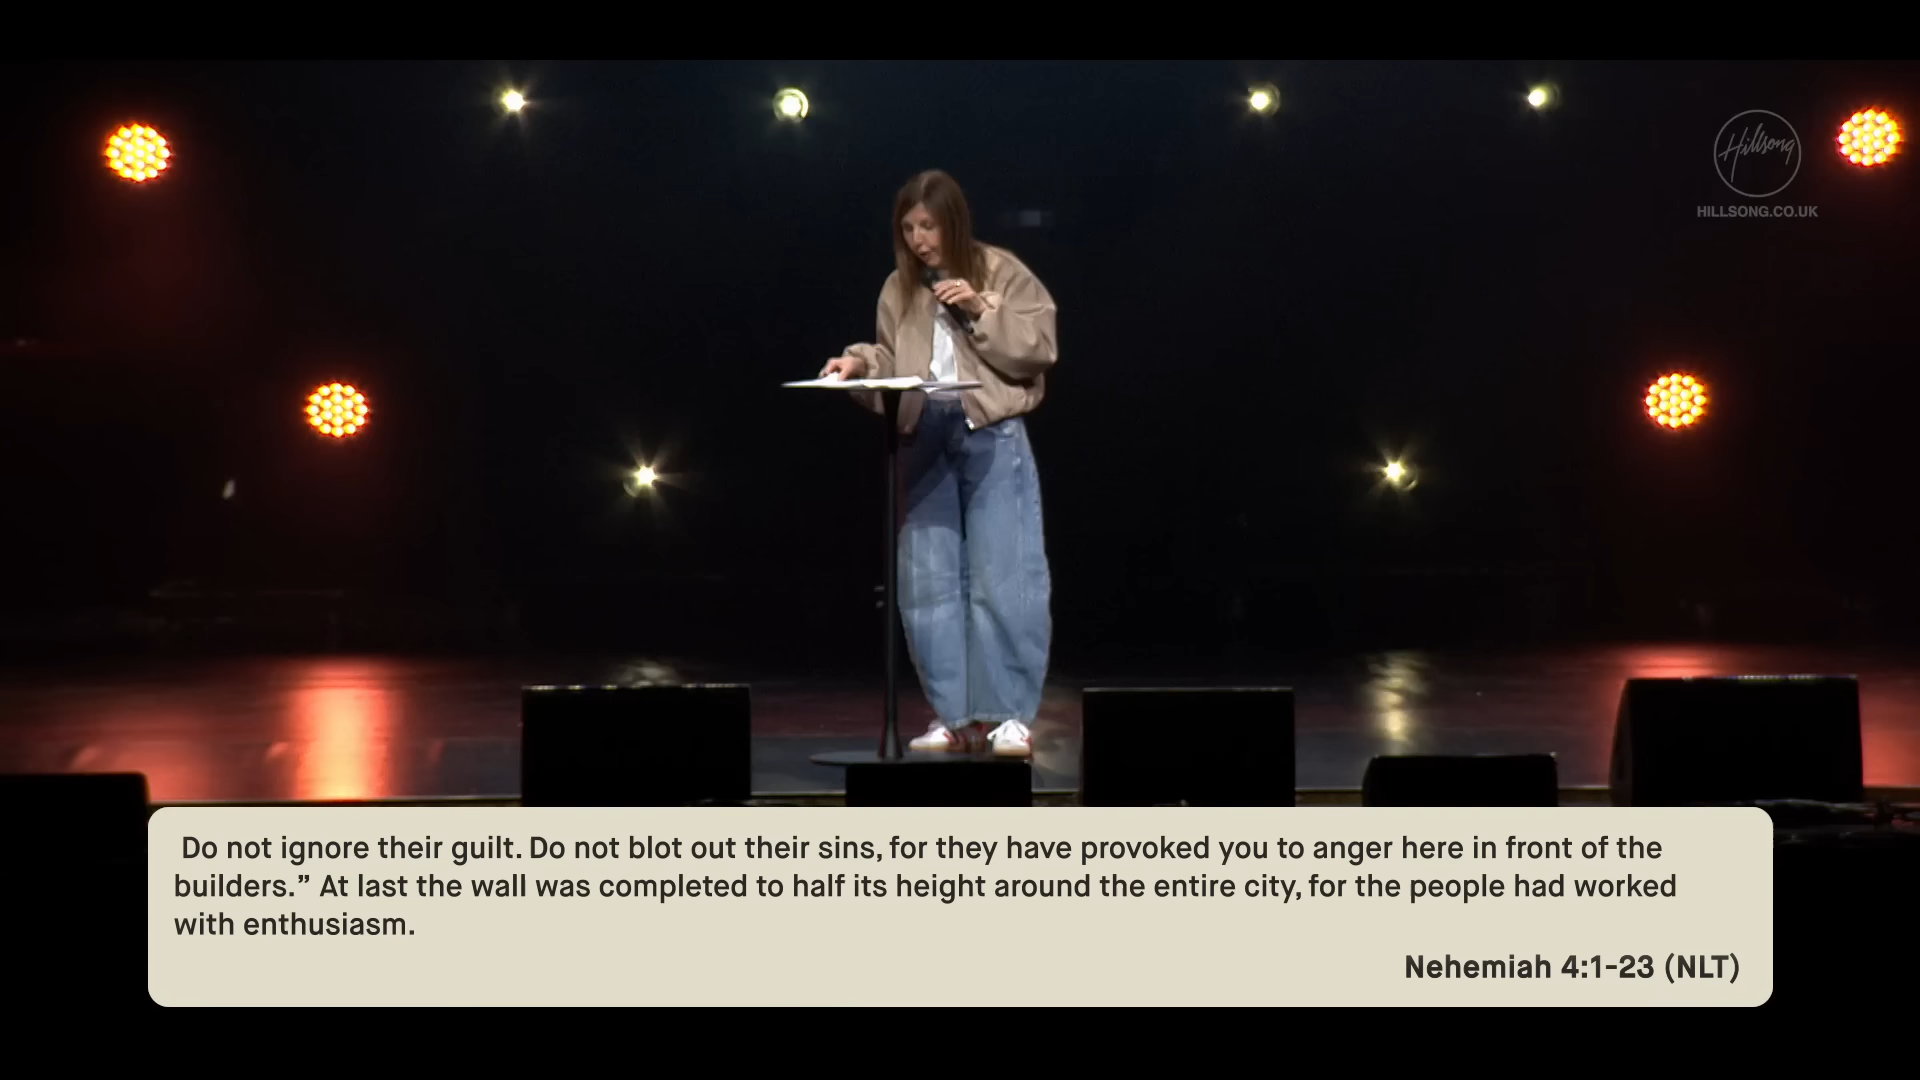 Hillsong
HILLSONG.CO.UK
Do not ignore their guilt. Do not blot out their sins, for they have provoked you to anger here in front of the
builders.” At last the wall was completed to half its height around the entire city, for the people had worked
with enthusiasm.
Nehemiah 4:1-23 (NLT)